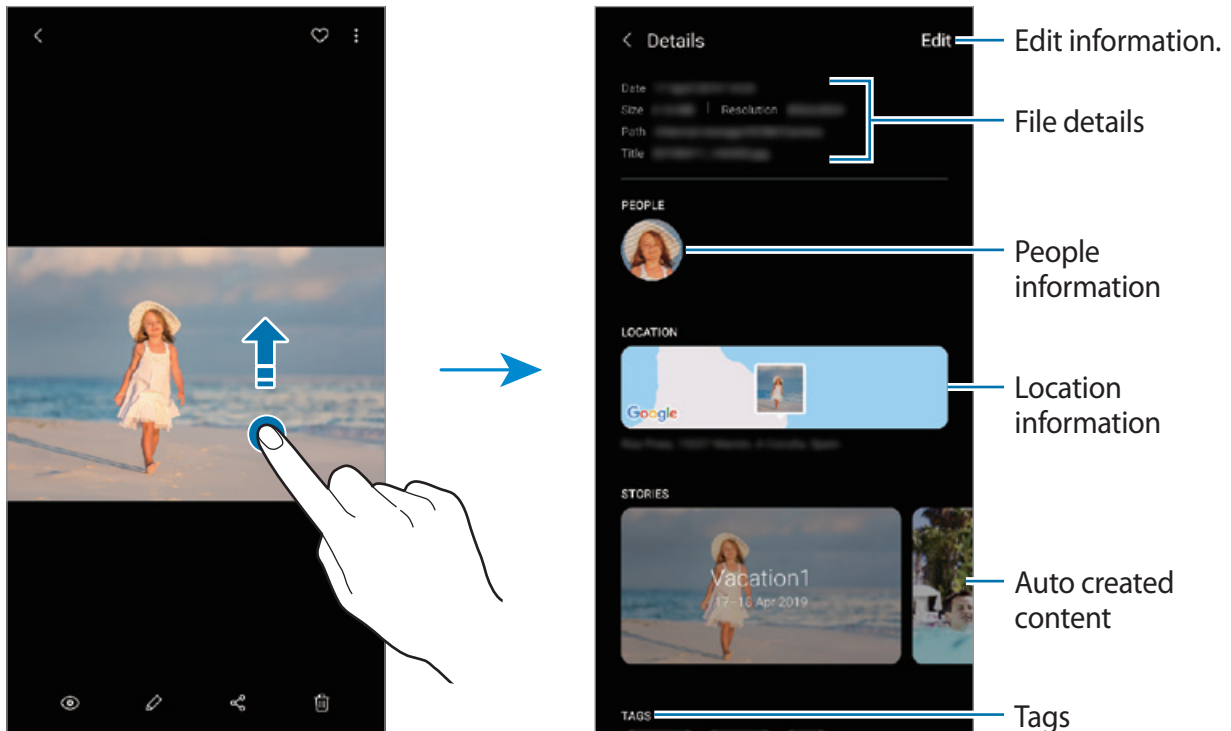 Details
Edit
Edit information.
Date
Size
Resolution
Path
Title
File details
PEOPLE
People
information
LOCATION
Google
Location
information
STORIES
Vacation1
17–18 Apr 2019
Auto created
content
TAGS
Tags